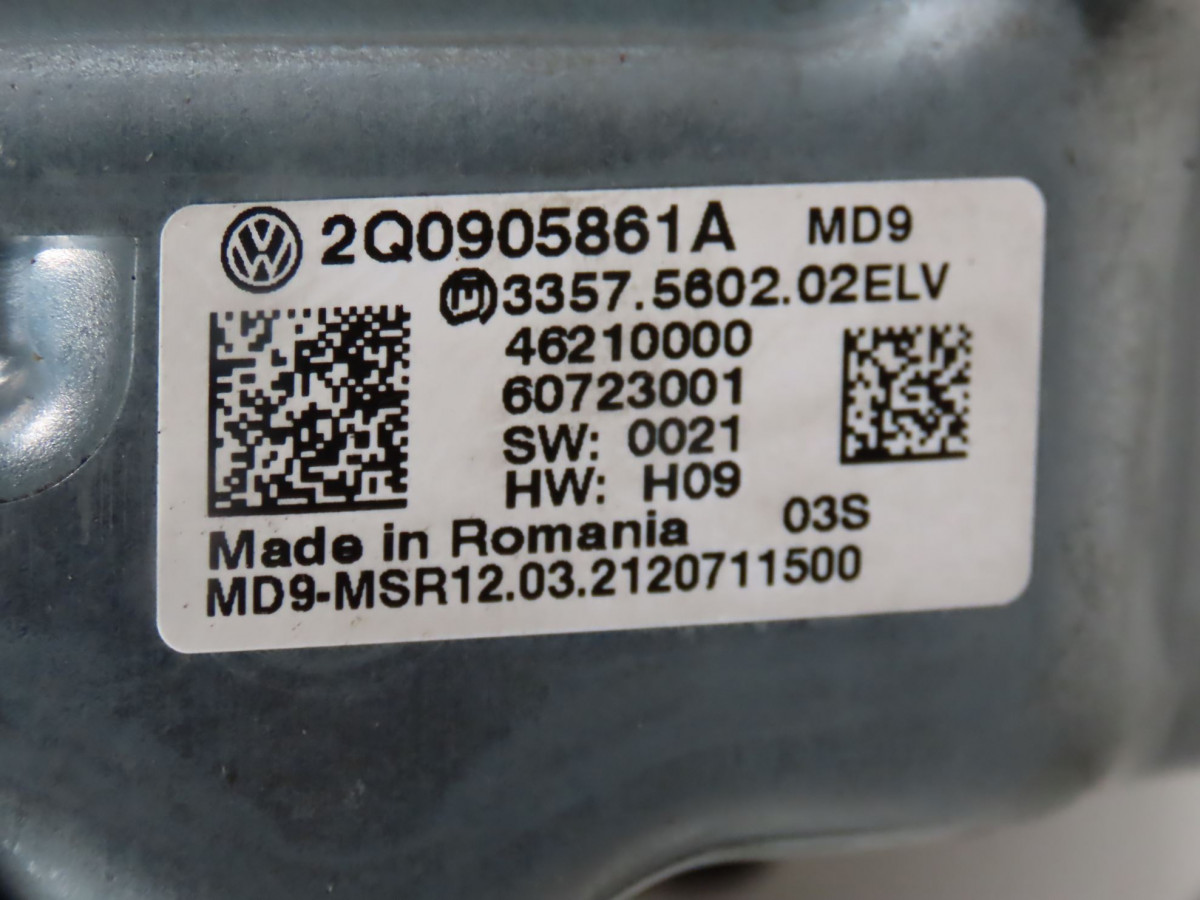 2Q0905861A MD9
3357.5602.02ELV
46210000
60723001
SW: 0021
HW: H09
Made in Romania 03S
MD9-MSR12.03.2120711500